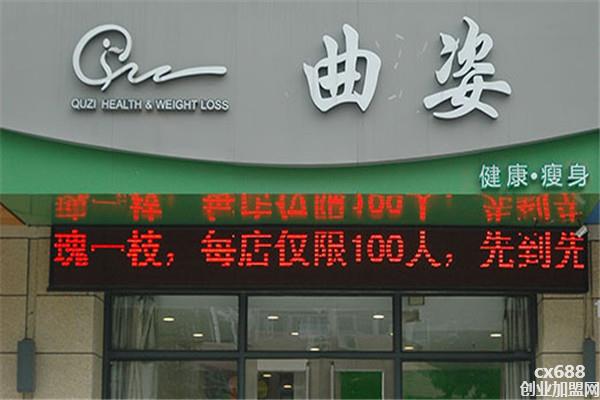 曲姿
QUZI HEALTH & WEIGHT LOSS
健康·瘦身
瑰一枝，每店仅限100人，先到先
cx688
创业加盟网